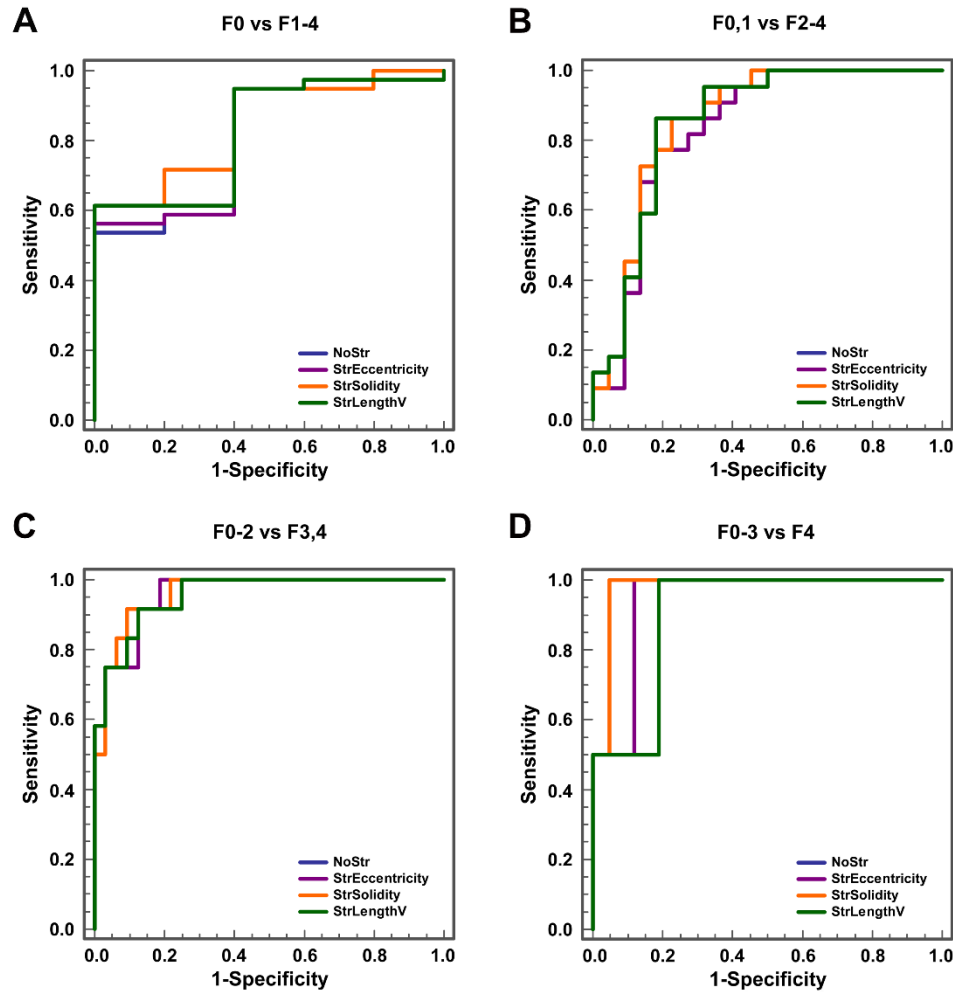 A
F0 vs F1-4
Sensitivity
1.0
0.8
0.6
0.4
0.2
0.0
NoStr
StrEccentricity
StrSolidity
StrLengthV
0.0 0.2 0.4 0.6 0.8 1.0
1-Specificity
B
F0,1 vs F2-4
Sensitivity
1.0
0.8
0.6
0.4
0.2
0.0
NoStr
StrEccentricity
StrSolidity
StrLengthV
0.0 0.2 0.4 0.6 0.8 1.0
1-Specificity
C
F0-2 vs F3,4
Sensitivity
1.0
0.8
0.6
0.4
0.2
0.0
NoStr
StrEccentricity
StrSolidity
StrLengthV
0.0 0.2 0.4 0.6 0.8 1.0
1-Specificity
D
F0-3 vs F4
Sensitivity
1.0
0.8
0.6
0.4
0.2
0.0
NoStr
StrEccentricity
StrSolidity
StrLengthV
0.0 0.2 0.4 0.6 0.8 1.0
1-Specificity